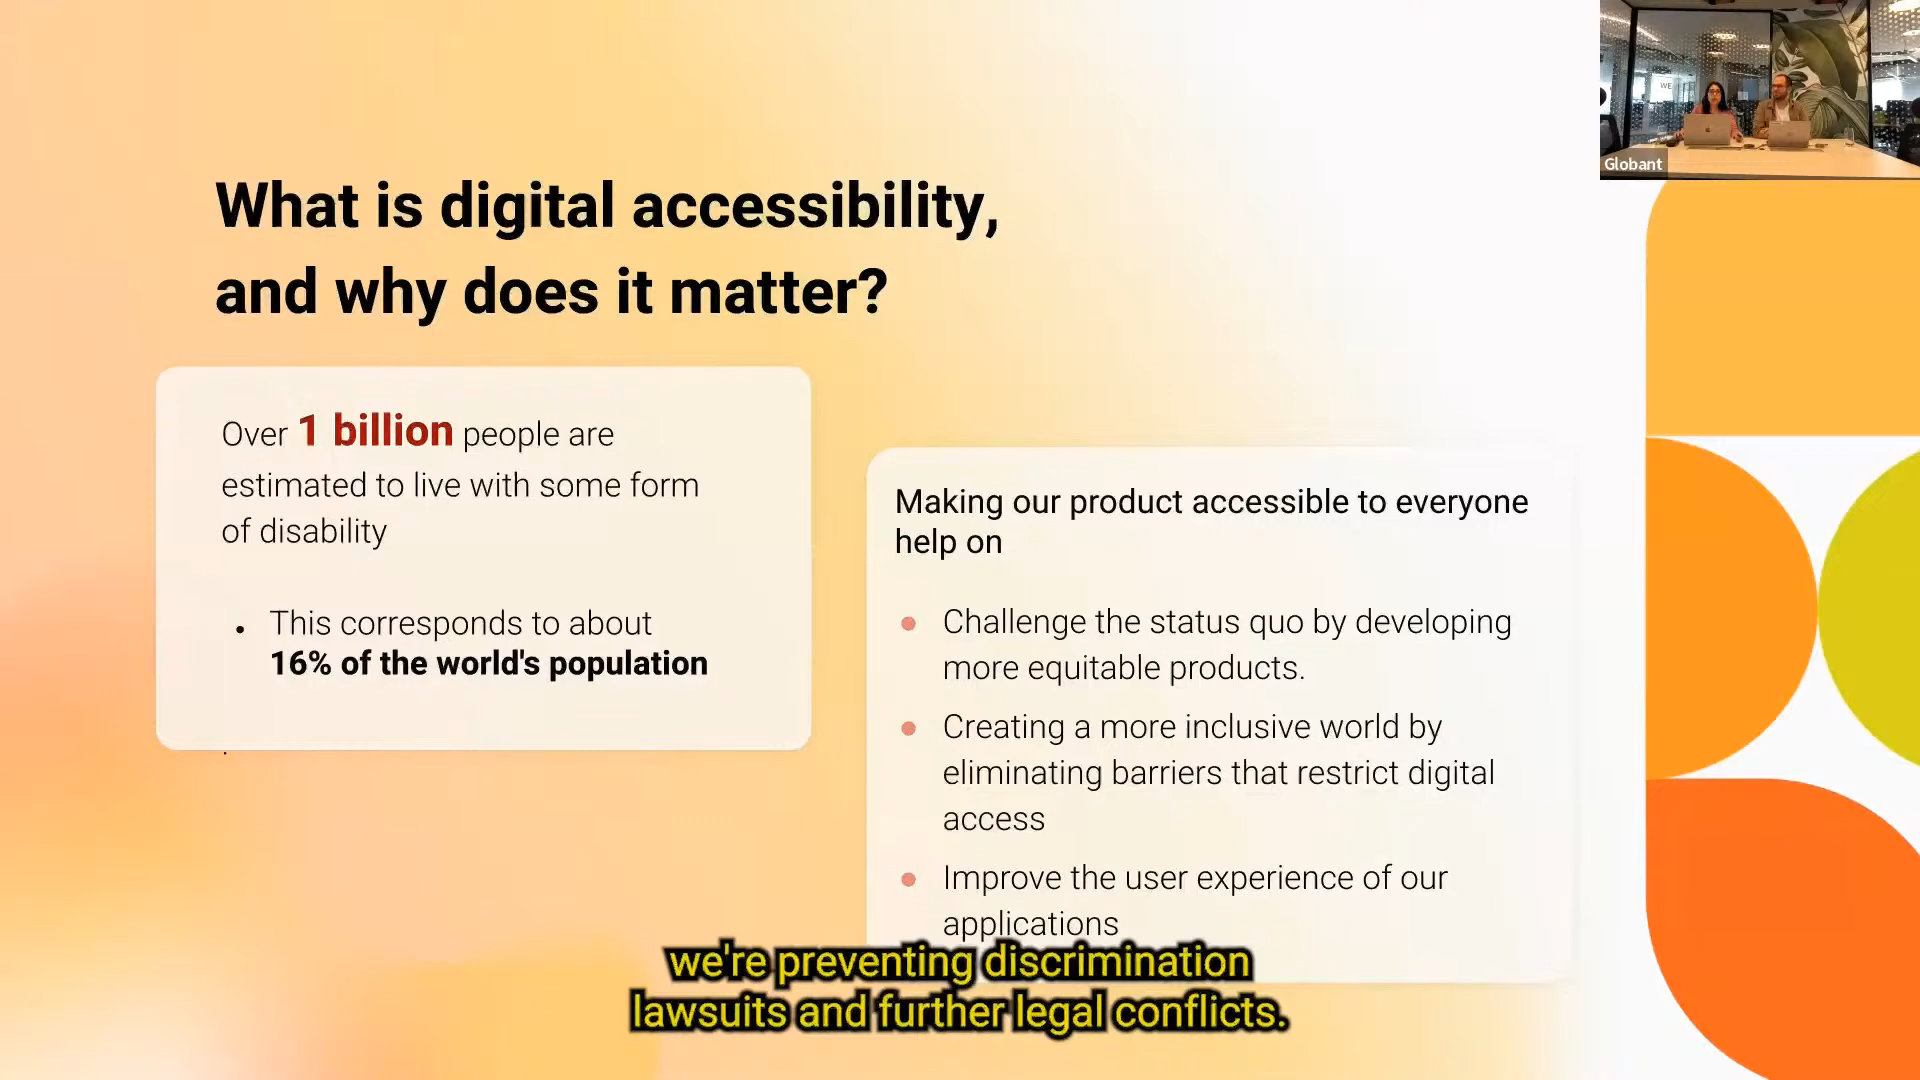 What is digital accessibility,
and why does it matter?
WE
Globant
Over 1 billion people are
estimated to live with some form
of disability
• This corresponds to about
16% of the world's population
.
Making our product accessible to everyone
help on
● Challenge the status quo by developing
more equitable products.
● Creating a more inclusive world by
eliminating barriers that restrict digital
access
● Improve the user experience of our
applications
we're preventing discrimination
lawsuits and further legal conflicts.